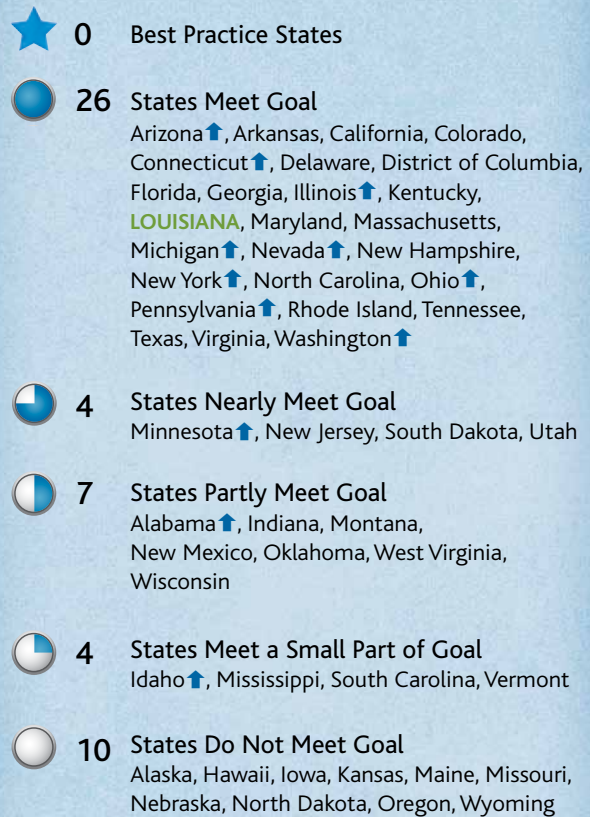 0 Best Practice States
26 States Meet Goal
Arizona⬆, Arkansas, California, Colorado,
Connecticut⬆, Delaware, District of Columbia,
Florida, Georgia, Illinois⬆, Kentucky,
LOUISIANA, Maryland, Massachusetts,
Michigan⬆, Nevada⬆, New Hampshire,
New York⬆, North Carolina, Ohio⬆,
Pennsylvania⬆, Rhode Island, Tennessee,
Texas, Virginia, Washington⬆
4 States Nearly Meet Goal
Minnesota⬆, New Jersey, South Dakota, Utah
7 States Partly Meet Goal
Alabama⬆, Indiana, Montana,
New Mexico, Oklahoma, West Virginia,
Wisconsin
4 States Meet a Small Part of Goal
Idaho⬆, Mississippi, South Carolina, Vermont
10 States Do Not Meet Goal
Alaska, Hawaii, Iowa, Kansas, Maine, Missouri,
Nebraska, North Dakota, Oregon, Wyoming